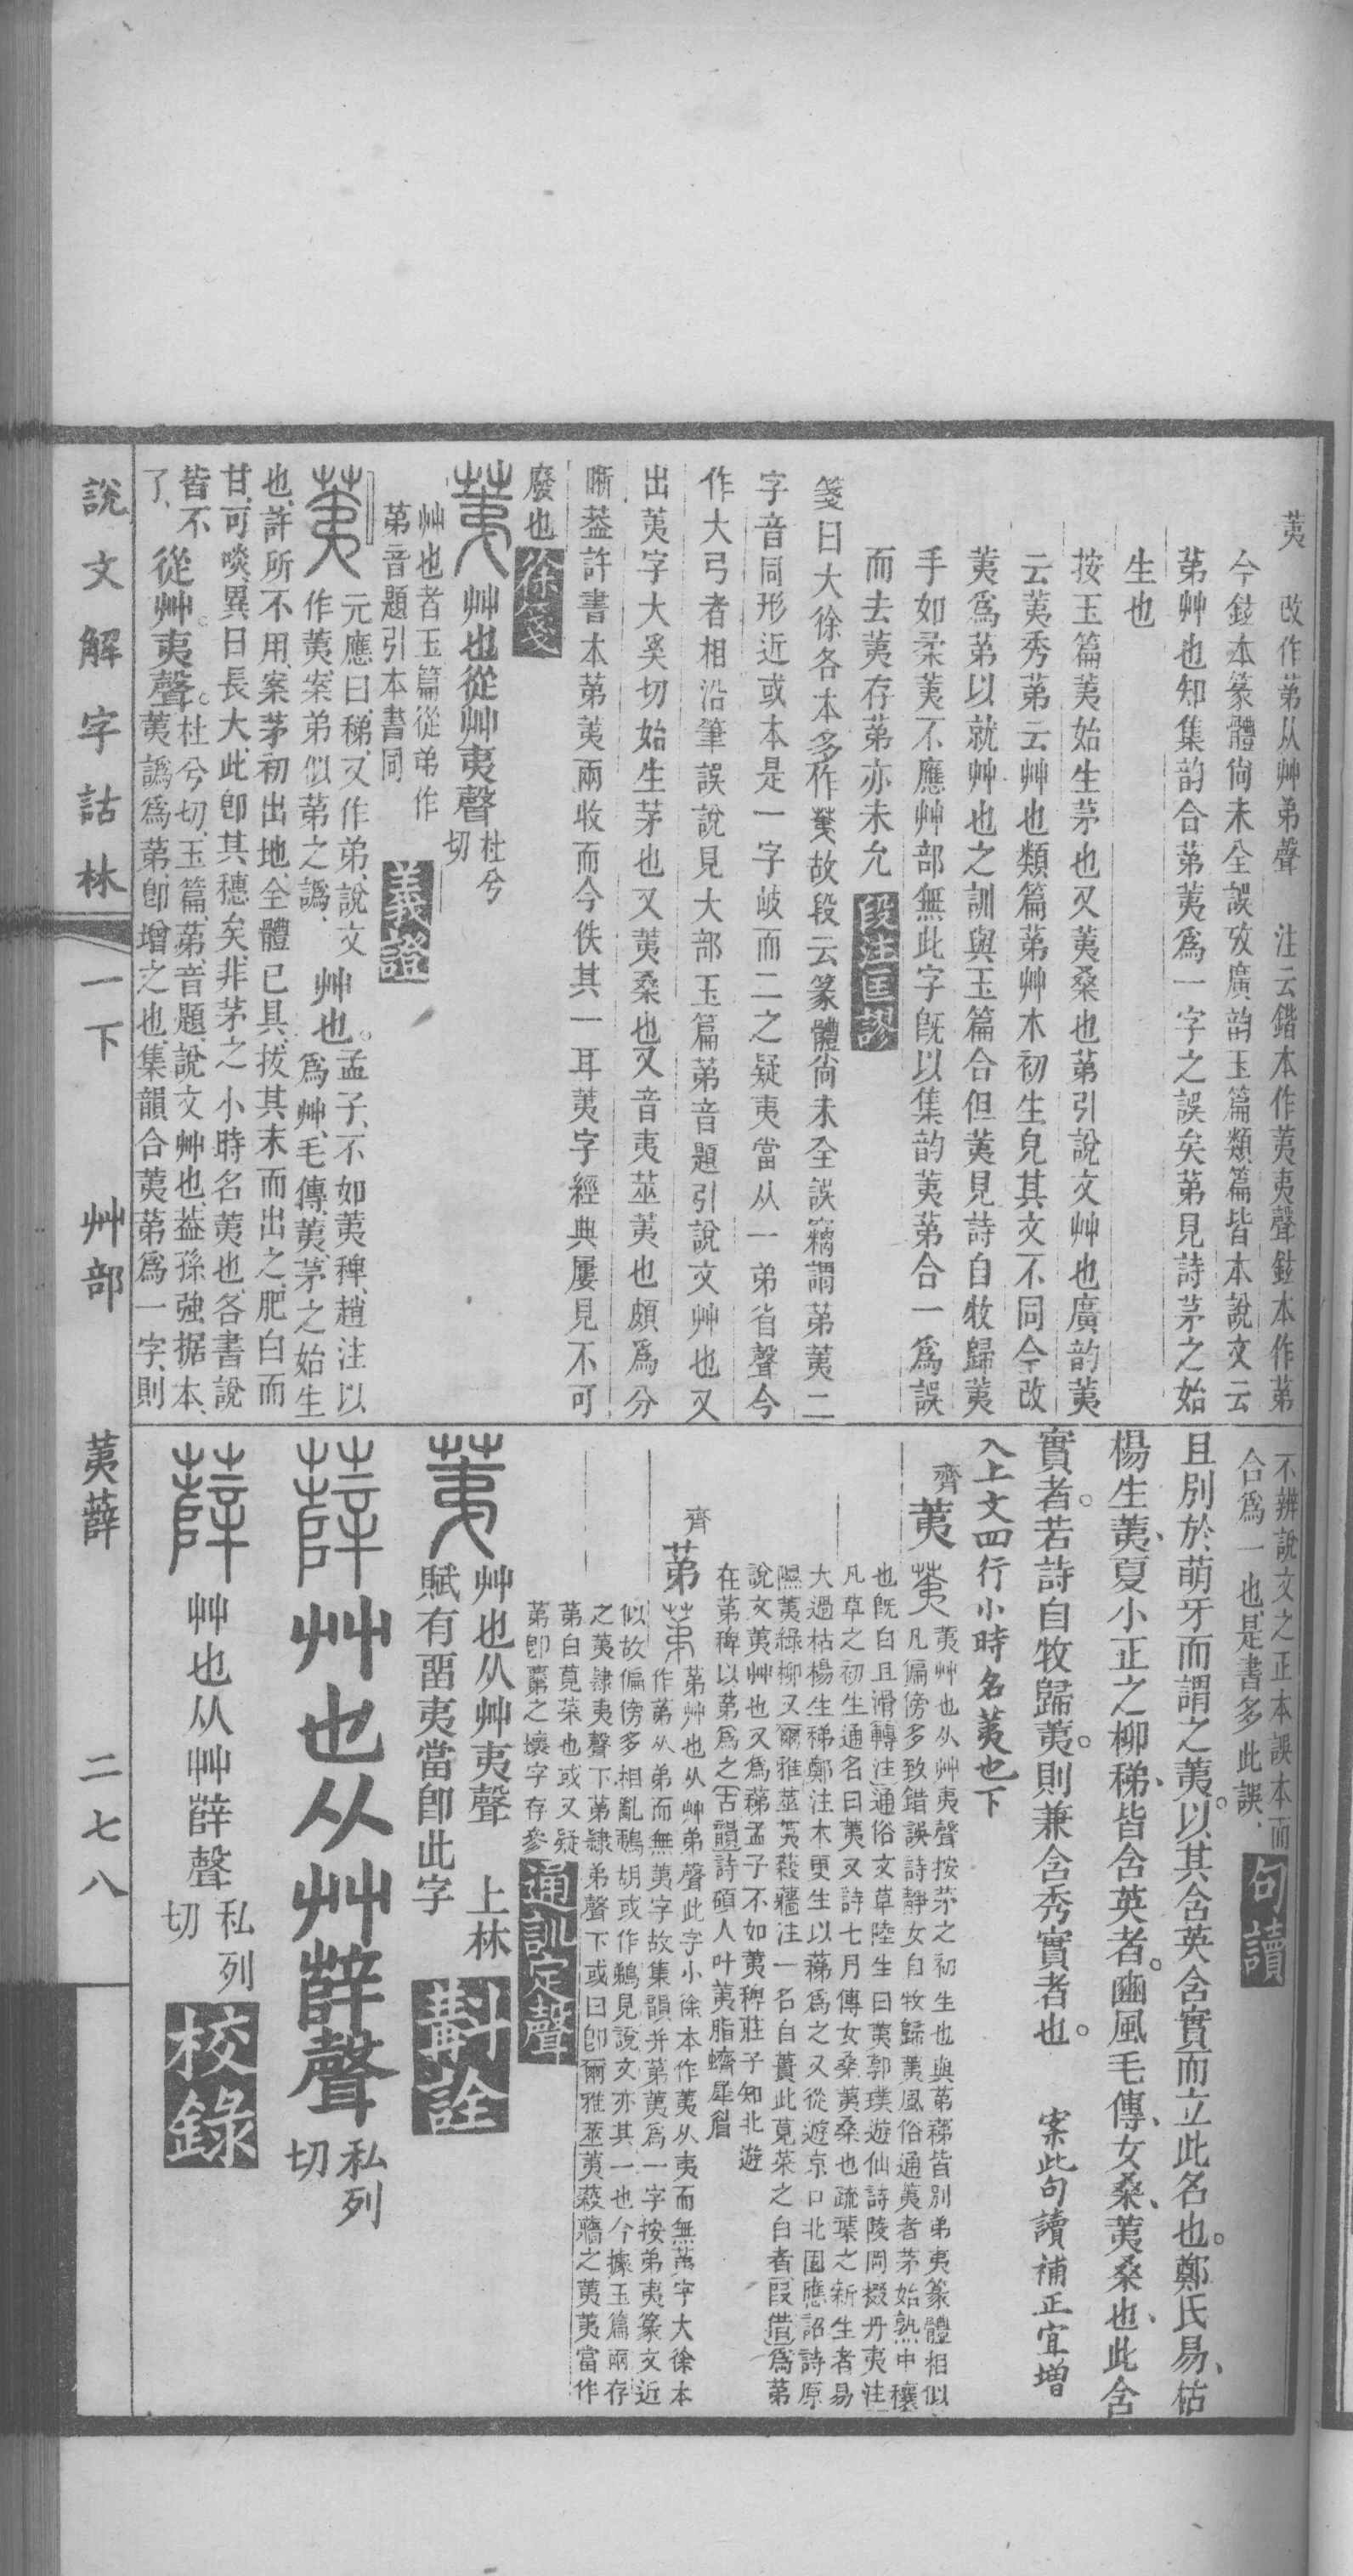 荑　改作苐从艸弟聲　注云鍇本作荑夷聲鉉本作苐
今鉉本篆體尙未全誤攷廣韵玉篇類篇皆本說文云
苐艸也知集韵合苐荑爲一字之誤矣苐見詩茅之始
生也
按玉篇荑始生茅也又荑桑也苐引說文艸也廣韵荑
云荑秀苐云艸也類篇苐艸木初生皃其文不同今改
荑爲苐以就艸也之訓與玉篇合但荑見詩自牧歸荑
手如柔荑不應艸部無此字旣以集韵荑苐合一爲誤
而去荑存苐亦未允 段注匡謬
箋曰大徐各本多作荑故段云篆體尙未全誤竊謂苐荑二
字音同形近或本是一字岐而二之疑夷當从一弟省聲今
作大弓者相沿筆誤說見大部玉篇苐音題引說文艸也又
出荑字大奚切始生茅也又荑桑也又音夷莁荑也頗爲分
晰葢許書本苐荑兩收而今佚其一耳荑字經典屢見不可
廢也 徐箋
荑 艸也從艸夷聲 杜兮切
艸也者玉篇從弟作
苐音題引本書同 義證
荑 元應曰、稊、又作苐、說文
作荑案弟似苐之譌、 艸也。 孟子、不如荑稗、趙注以
爲艸、毛傳、荑、茅之始生
也、許所不用、案茅初出地、全體已具、拔其末而出之、肥白而
甘、可啖、異日長大、此卽其穗矣、非茅之小時名荑也、各書說
皆不
了、 從艸。夷聲。 杜兮切、玉篇、苐、音題、說文艸也、葢孫強據本、
荑譌爲苐、卽增之也、集韻合荑苐爲一字、則
不辨說文之正本誤本而
合爲一也、是書多此誤、 句讀
且別於萌牙而謂之荑。以其含英含實而立此名也。鄭氏易、枯
楊生荑、夏小正之柳稊、皆含英者。豳風毛傳、女桑、荑桑也、此含
實者。若詩自牧歸荑。則兼含秀實者也。 案此句讀補正宜增
入上文四行小時名荑也下
齊 荑 荑 荑艸也从艸夷聲按茅之初生也與苐稊皆別弟夷篆體相似
凡偏傍多致錯誤詩靜女自牧歸荑風俗通荑者茅始熟中穰
也旣白且滑轉注通俗文草陸生曰荑郭璞遊仙詩陵岡掇丹荑注
凡草之初生通名曰荑又詩七月傳女桑荑桑也疏葉之新生者易
大過枯楊生稊鄭注木更生以稊爲之又從遊京口北固應詔詩原
隰荑綠柳又爾雅莁荑蔱蘠注一名白蕢此莧菜之白者叚借爲苐
說文荑艸也又爲稊孟子不如荑稗莊子知北遊
在苐稗以苐爲之古韻詩碩人叶荑脂蠐犀眉
齊 苐 苐 苐艸也从艸弟聲此字小徐本作荑从夷而無苐字大徐本
作苐从弟而無荑字故集韻并苐荑爲一字按弟夷篆文近
似故偏傍多相亂鵜胡或作鶇見說文亦其一也今據玉篇兩存
之荑隸夷聲下苐隸弟聲下或曰卽爾雅莁荑蔱蘠之荑荑當作
苐白莧菜也或又疑
苐卽虋之壞字存參 通訓定聲
荑 艸也从艸夷聲　上林
賦有茁夷當卽此字 斠詮
薛 艸也从艸辥聲 私列切
薛 艸也从艸辥聲 私列切 校錄
說文解字詁林　一下　艸部　荑薛　二七八